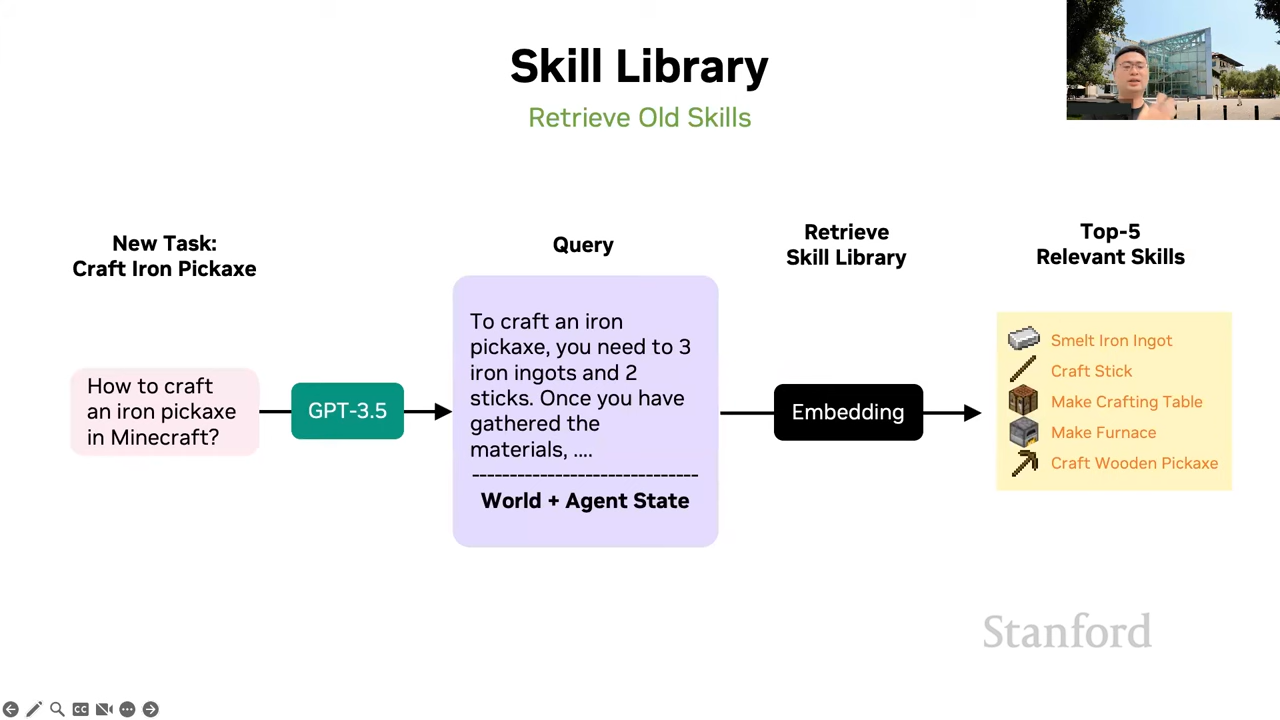 Skill Library
Retrieve Old Skills
New Task:
Craft Iron Pickaxe
How to craft
an iron pickaxe
in Minecraft?
GPT-3.5
Query
To craft an iron
pickaxe, you need to 3
iron ingots and 2
sticks. Once you have
gathered the
materials, ....
World + Agent State
Retrieve
Skill Library
Embedding
Top-5
Relevant Skills
Smelt Iron Ingot
Craft Stick
Make Crafting Table
Make Furnace
Craft Wooden Pickaxe
Stanford
CC